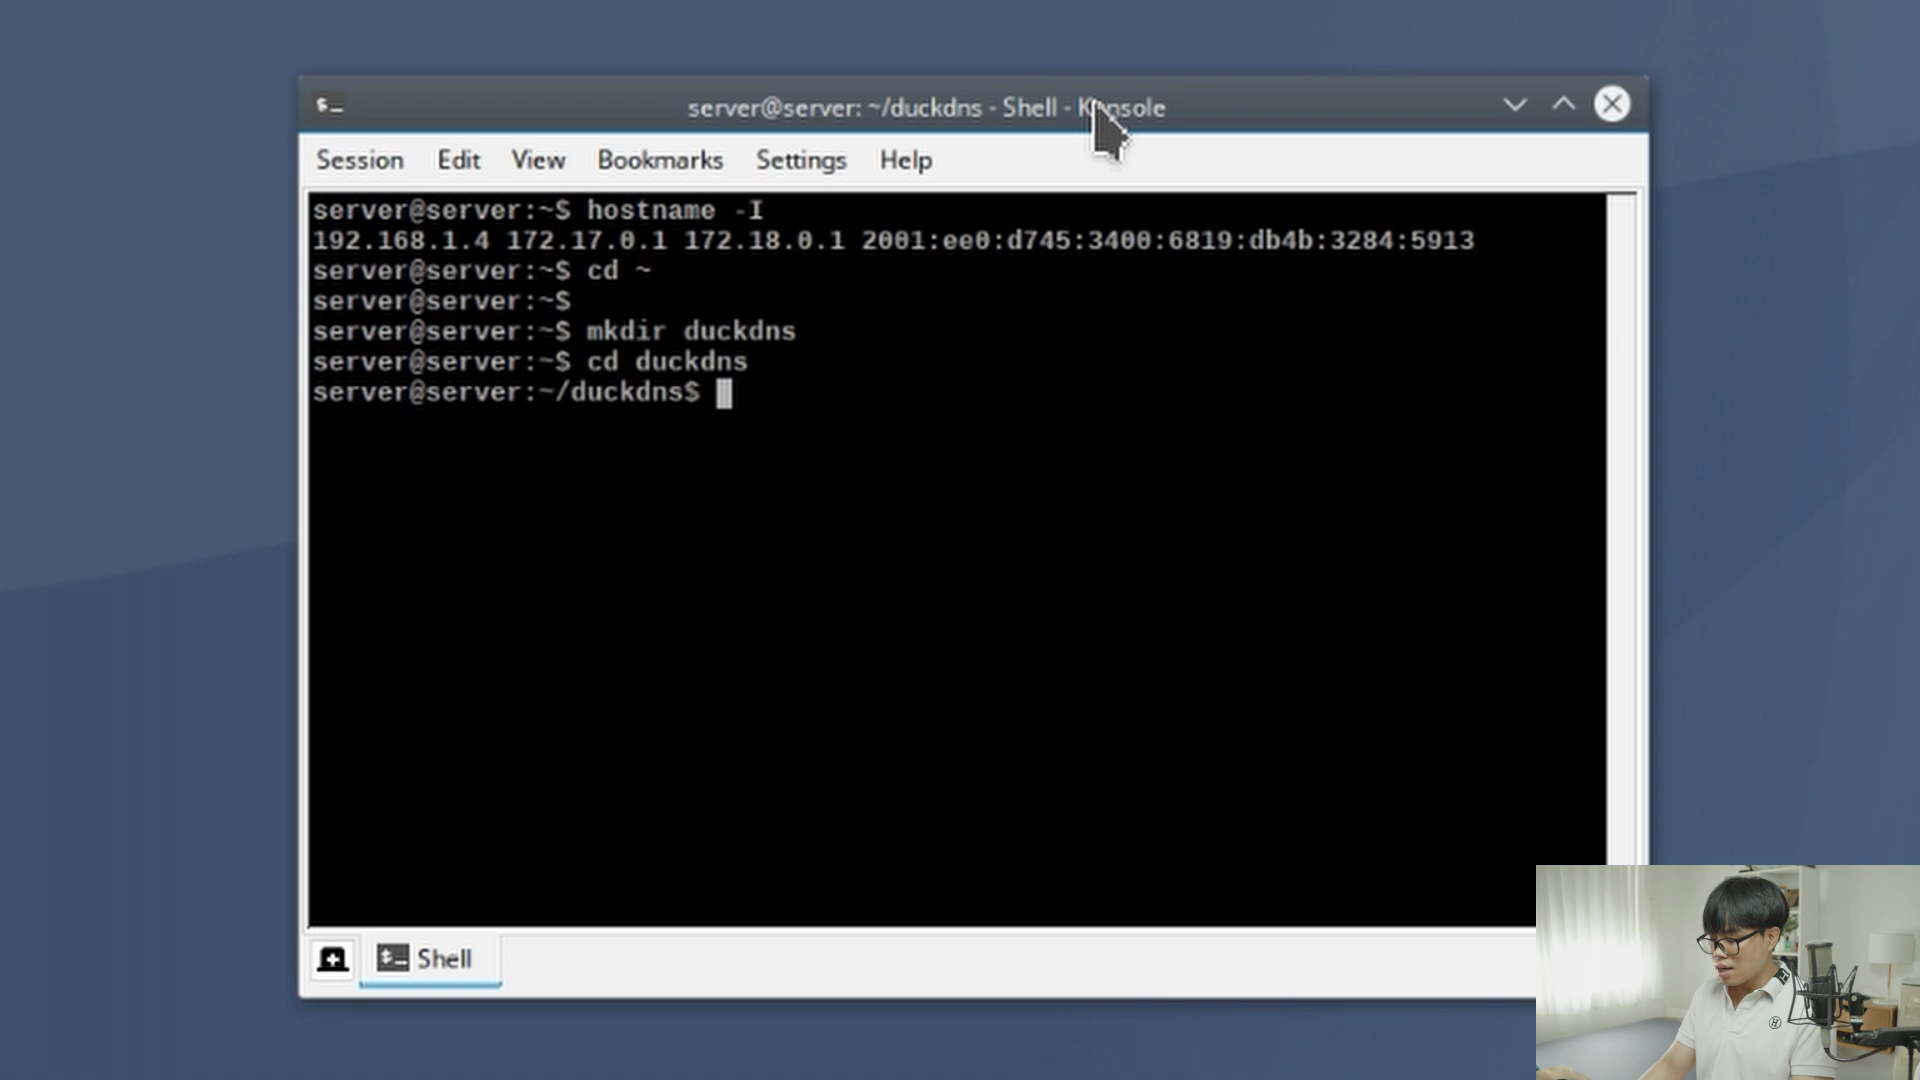 server@server: ~/duckdns - Shell - Konsole
Session Edit View Bookmarks Settings Help
server@server:~$ hostname -I
192.168.1.4 172.17.0.1 172.18.0.1 2001:ee0:d745:3400:6819:db4b:3284:5913
server@server:~$ cd ~
server@server:~$
server@server:~$ mkdir duckdns
server@server:~$ cd duckdns
server@server:~/duckdns$
Shell